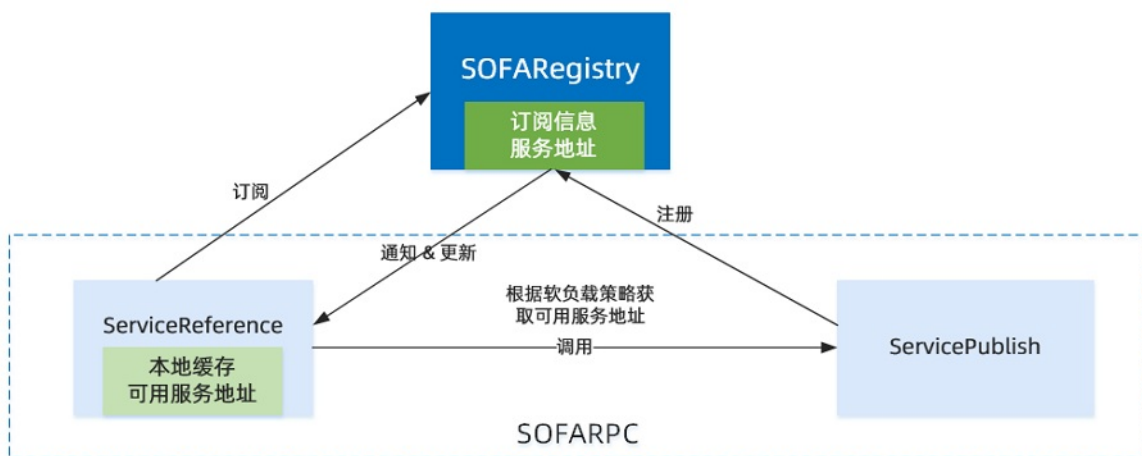 SOFARegistry
订阅信息
服务地址
订阅
注册
通知 & 更新
根据软负载策略获
取可用服务地址
ServiceReference
调用
ServicePublish
本地缓存
可用服务地址
SOFARPC